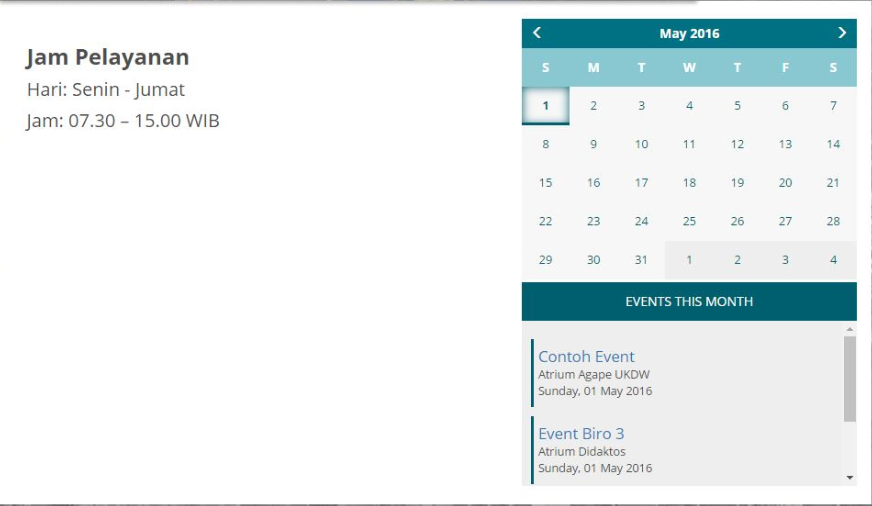 Jam Pelayanan
Hari: Senin - Jumat
Jam: 07.30 – 15.00 WIB
May 2016
S M T W T F S
1 2 3 4 5 6 7
8 9 10 11 12 13 14
15 16 17 18 19 20 21
22 23 24 25 26 27 28
29 30 31 1 2 3 4
EVENTS THIS MONTH
Contoh Event
Atrium Agape UKDW
Sunday, 01 May 2016
Event Biro 3
Atrium Didaktos
Sunday, 01 May 2016